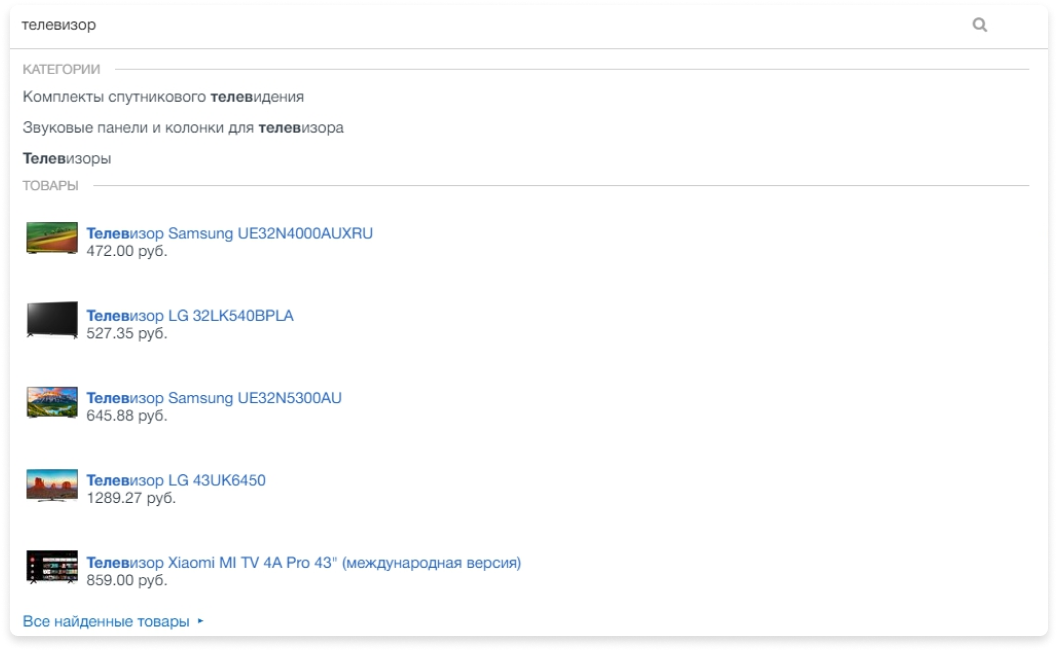 телевизор
КАТЕГОРИИ
Комплекты спутникового телевидения
Звуковые панели и колонки для телевизора
Телевизоры
ТОВАРЫ
Телевизор Samsung UE32N4000AUXRU
472.00 руб.
Телевизор LG 32LK540BPLA
527.35 руб.
Телевизор Samsung UE32N5300AU
645.88 руб.
Телевизор LG 43UK6450
1289.27 руб.
Телевизор Xiaomi MI TV 4A Pro 43" (международная версия)
859.00 руб.
Все найденные товары ▸